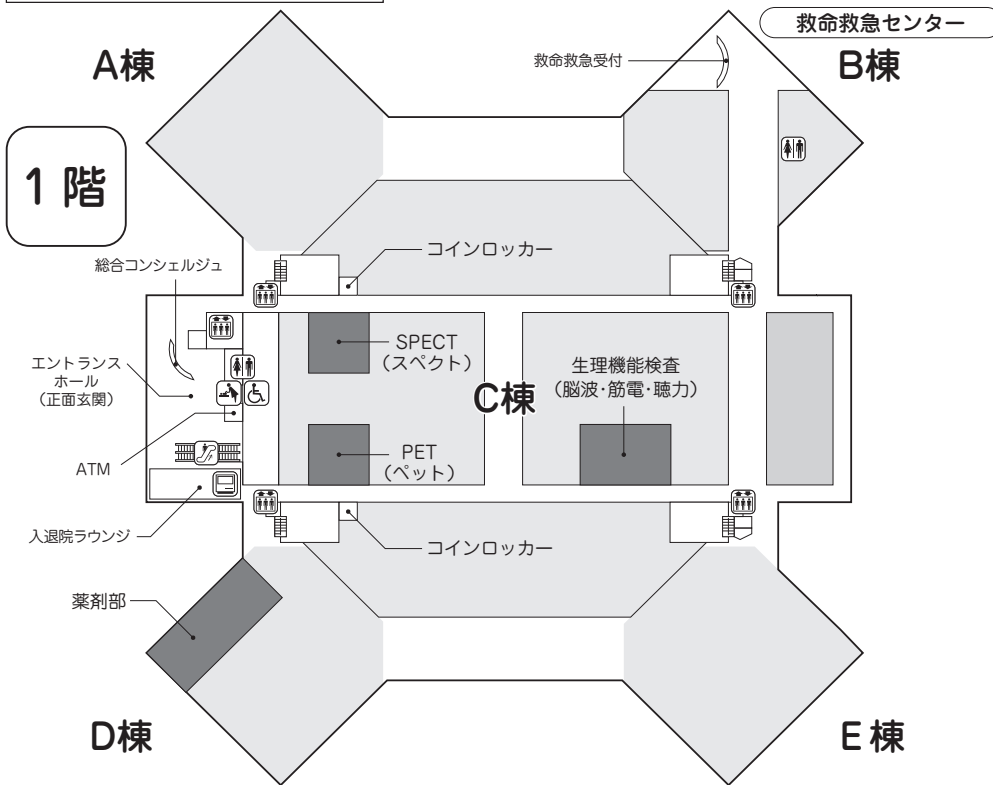 救命救急センター
A棟
救命救急受付
B棟
1階
コインロッカー
総合コンシェルジュ
エントランス
ホール
(正面玄関)
SPECT
(スペクト)
生理機能検査
(脳波・筋電・聴力)
C棟
PET
(ペット)
ATM
入退院ラウンジ
コインロッカー
薬剤部
D棟
E棟